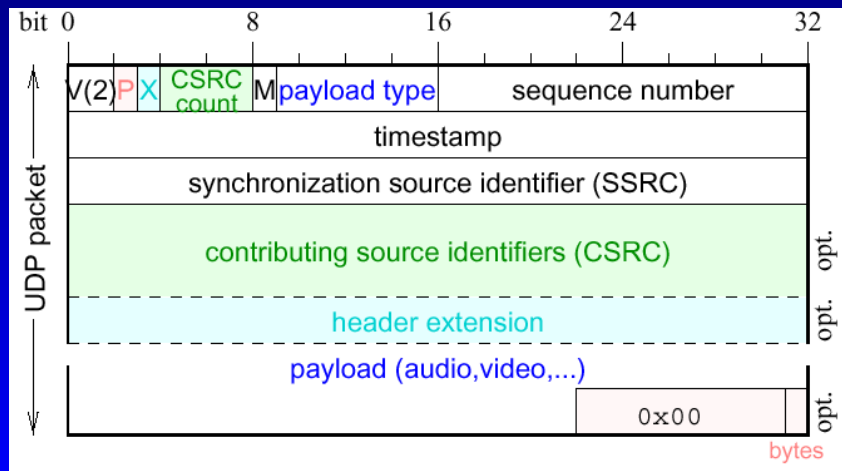 bit 0 8 16 24 32
V(2) P X CSRC count M payload type sequence number
timestamp
synchronization source identifier (SSRC)
contributing source identifiers (CSRC) opt.
header extension opt.
payload (audio,video,...)
0x00 opt.
bytes
UDP packet